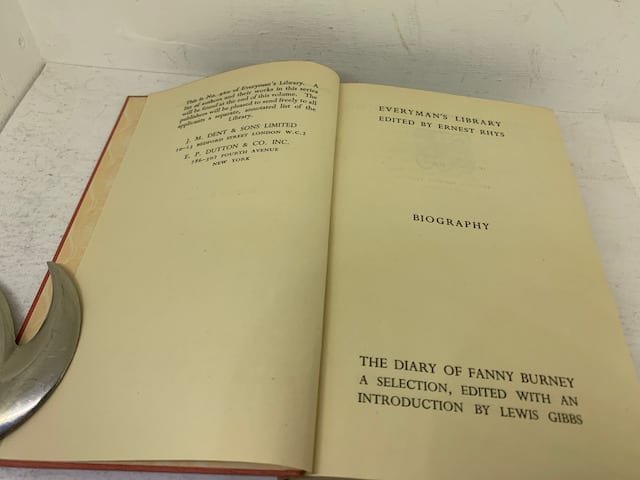 This is No. 960 of Everyman's Library. A
list of authors and their works in this series
will be found at the end of this volume. The
publishers will be pleased to send freely to all
applicants a separate, annotated list of the
Library.
J. M. DENT & SONS LIMITED
10-13 BEDFORD STREET LONDON W.C.2
E. P. DUTTON & CO. INC.
286-302 FOURTH AVENUE
NEW YORK
EVERYMAN'S LIBRARY
EDITED BY ERNEST RHYS
BIOGRAPHY
THE DIARY OF FANNY BURNEY
A SELECTION, EDITED WITH AN
INTRODUCTION BY LEWIS GIBBS